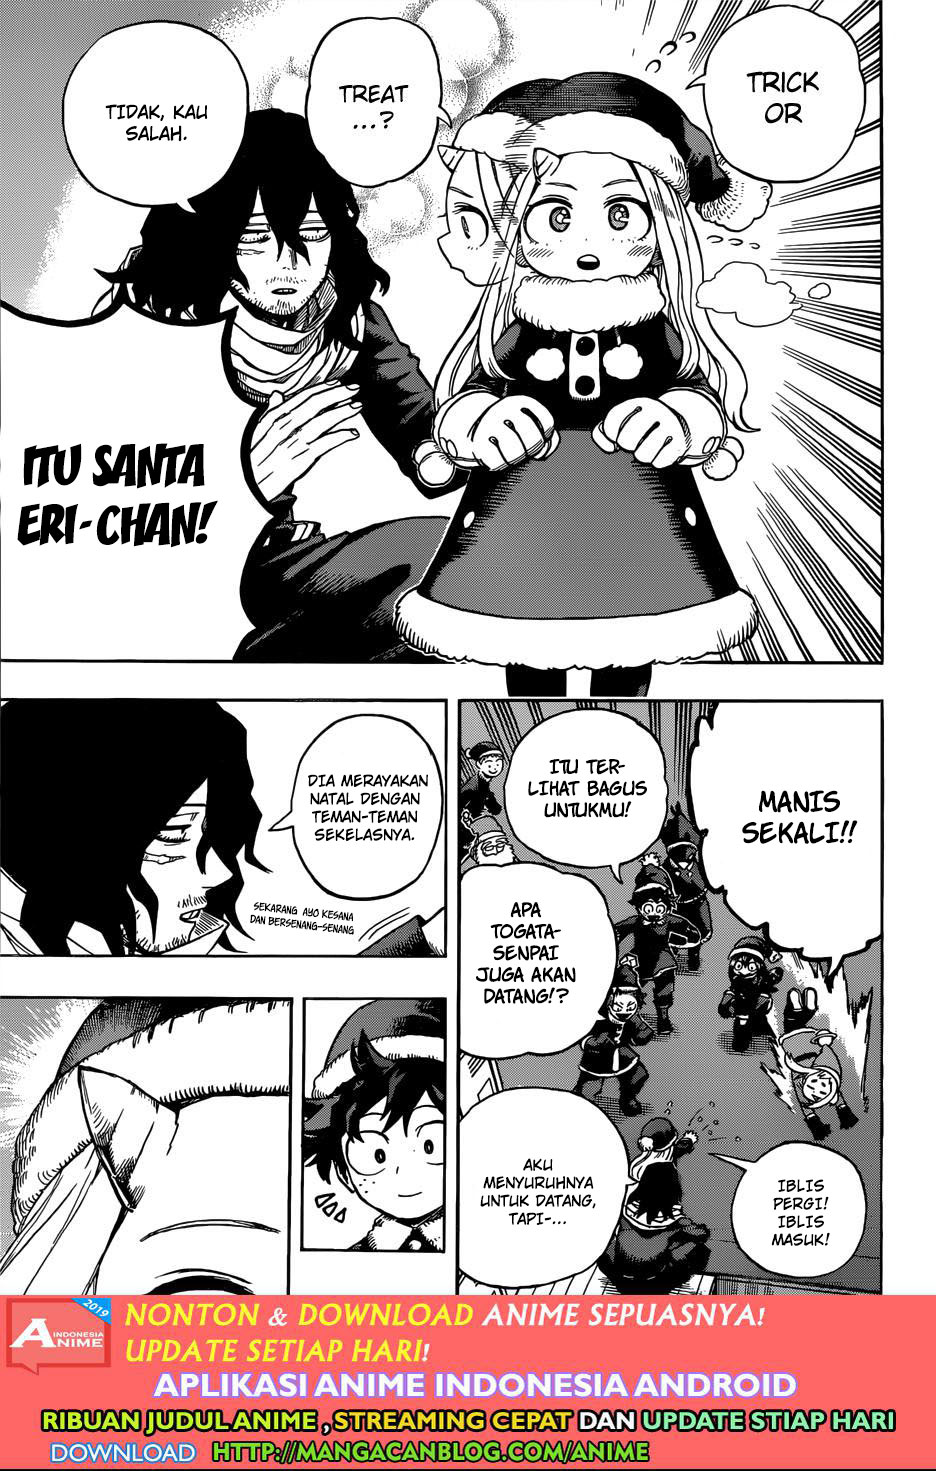 TRICK
OR
TREAT
...?
TIDAK, KAU
SALAH.
ITU SANTA
ERI-CHAN!
MANIS
SEKALI!!
ITU TER-
LIHAT BAGUS
UNTUKMU!
APA
TOGATA-
SENPAI
JUGA AKAN
DATANG!?
IBLIS
PERGI!
IBLIS
MASUK!
AKU
MENYURUHNYA
UNTUK DATANG,
TAPI-...
DIA MERAYAKAN
NATAL DENGAN
TEMAN-TEMAN
SEKELASNYA.
SEKARANG AYO KESANA
DAN BERSENANG-SENANG
2019
A INDONESIA
ANIME
NONTON & DOWNLOAD ANIME SEPUASNYA!
UPDATE SETIAP HARI!
APLIKASI ANIME INDONESIA ANDROID
RIBUAN JUDUL ANIME , STREAMING CEPAT DAN UPDATE STIAP HARI
DOWNLOAD HTTP://MANGACANBLOG.COM/ANIME